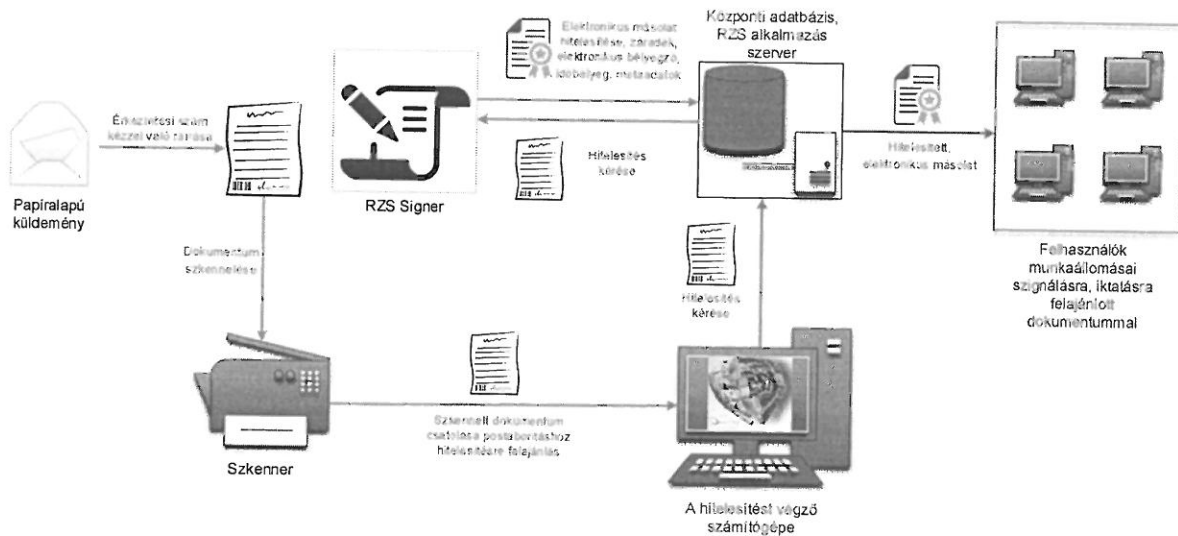 Papíralapú
küldemény
Érkeztetési szám
kézzel való ráírása
Dokumentum
szkennelése
Szkenner
RZS Signer
Elektronikus másolat
hitelesítése, záradék,
elektronikus bélyegző,
időbélyeg, metaadatok
Hitelesítés
kérése
Központi adatbázis,
RZS alkalmazás
szerver
Hitelesített,
elektronikus másolat
Felhasználók
munkaállomásai
szignálásra, iktatásra
felajánlott
dokumentummal
Hitelesítés
kérése
Szkennelt dokumentum
csatolása postaborításhoz
hitelesítésre felajánlás
A hitelesítést végző
számítógépe